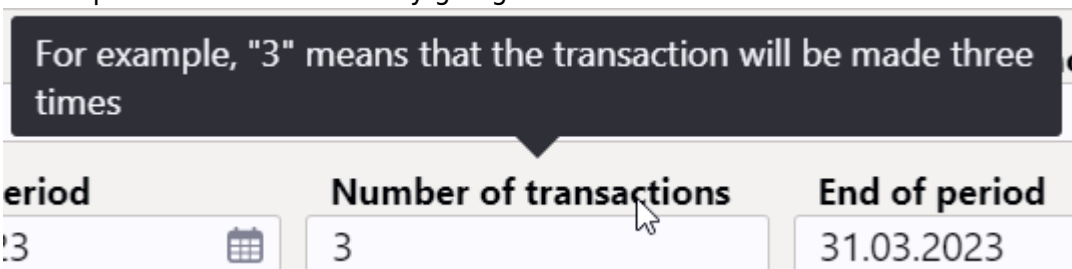 For example, "3" means that the transaction will be made three
times
eriod Number of transactions End of period
3 31.03.2023